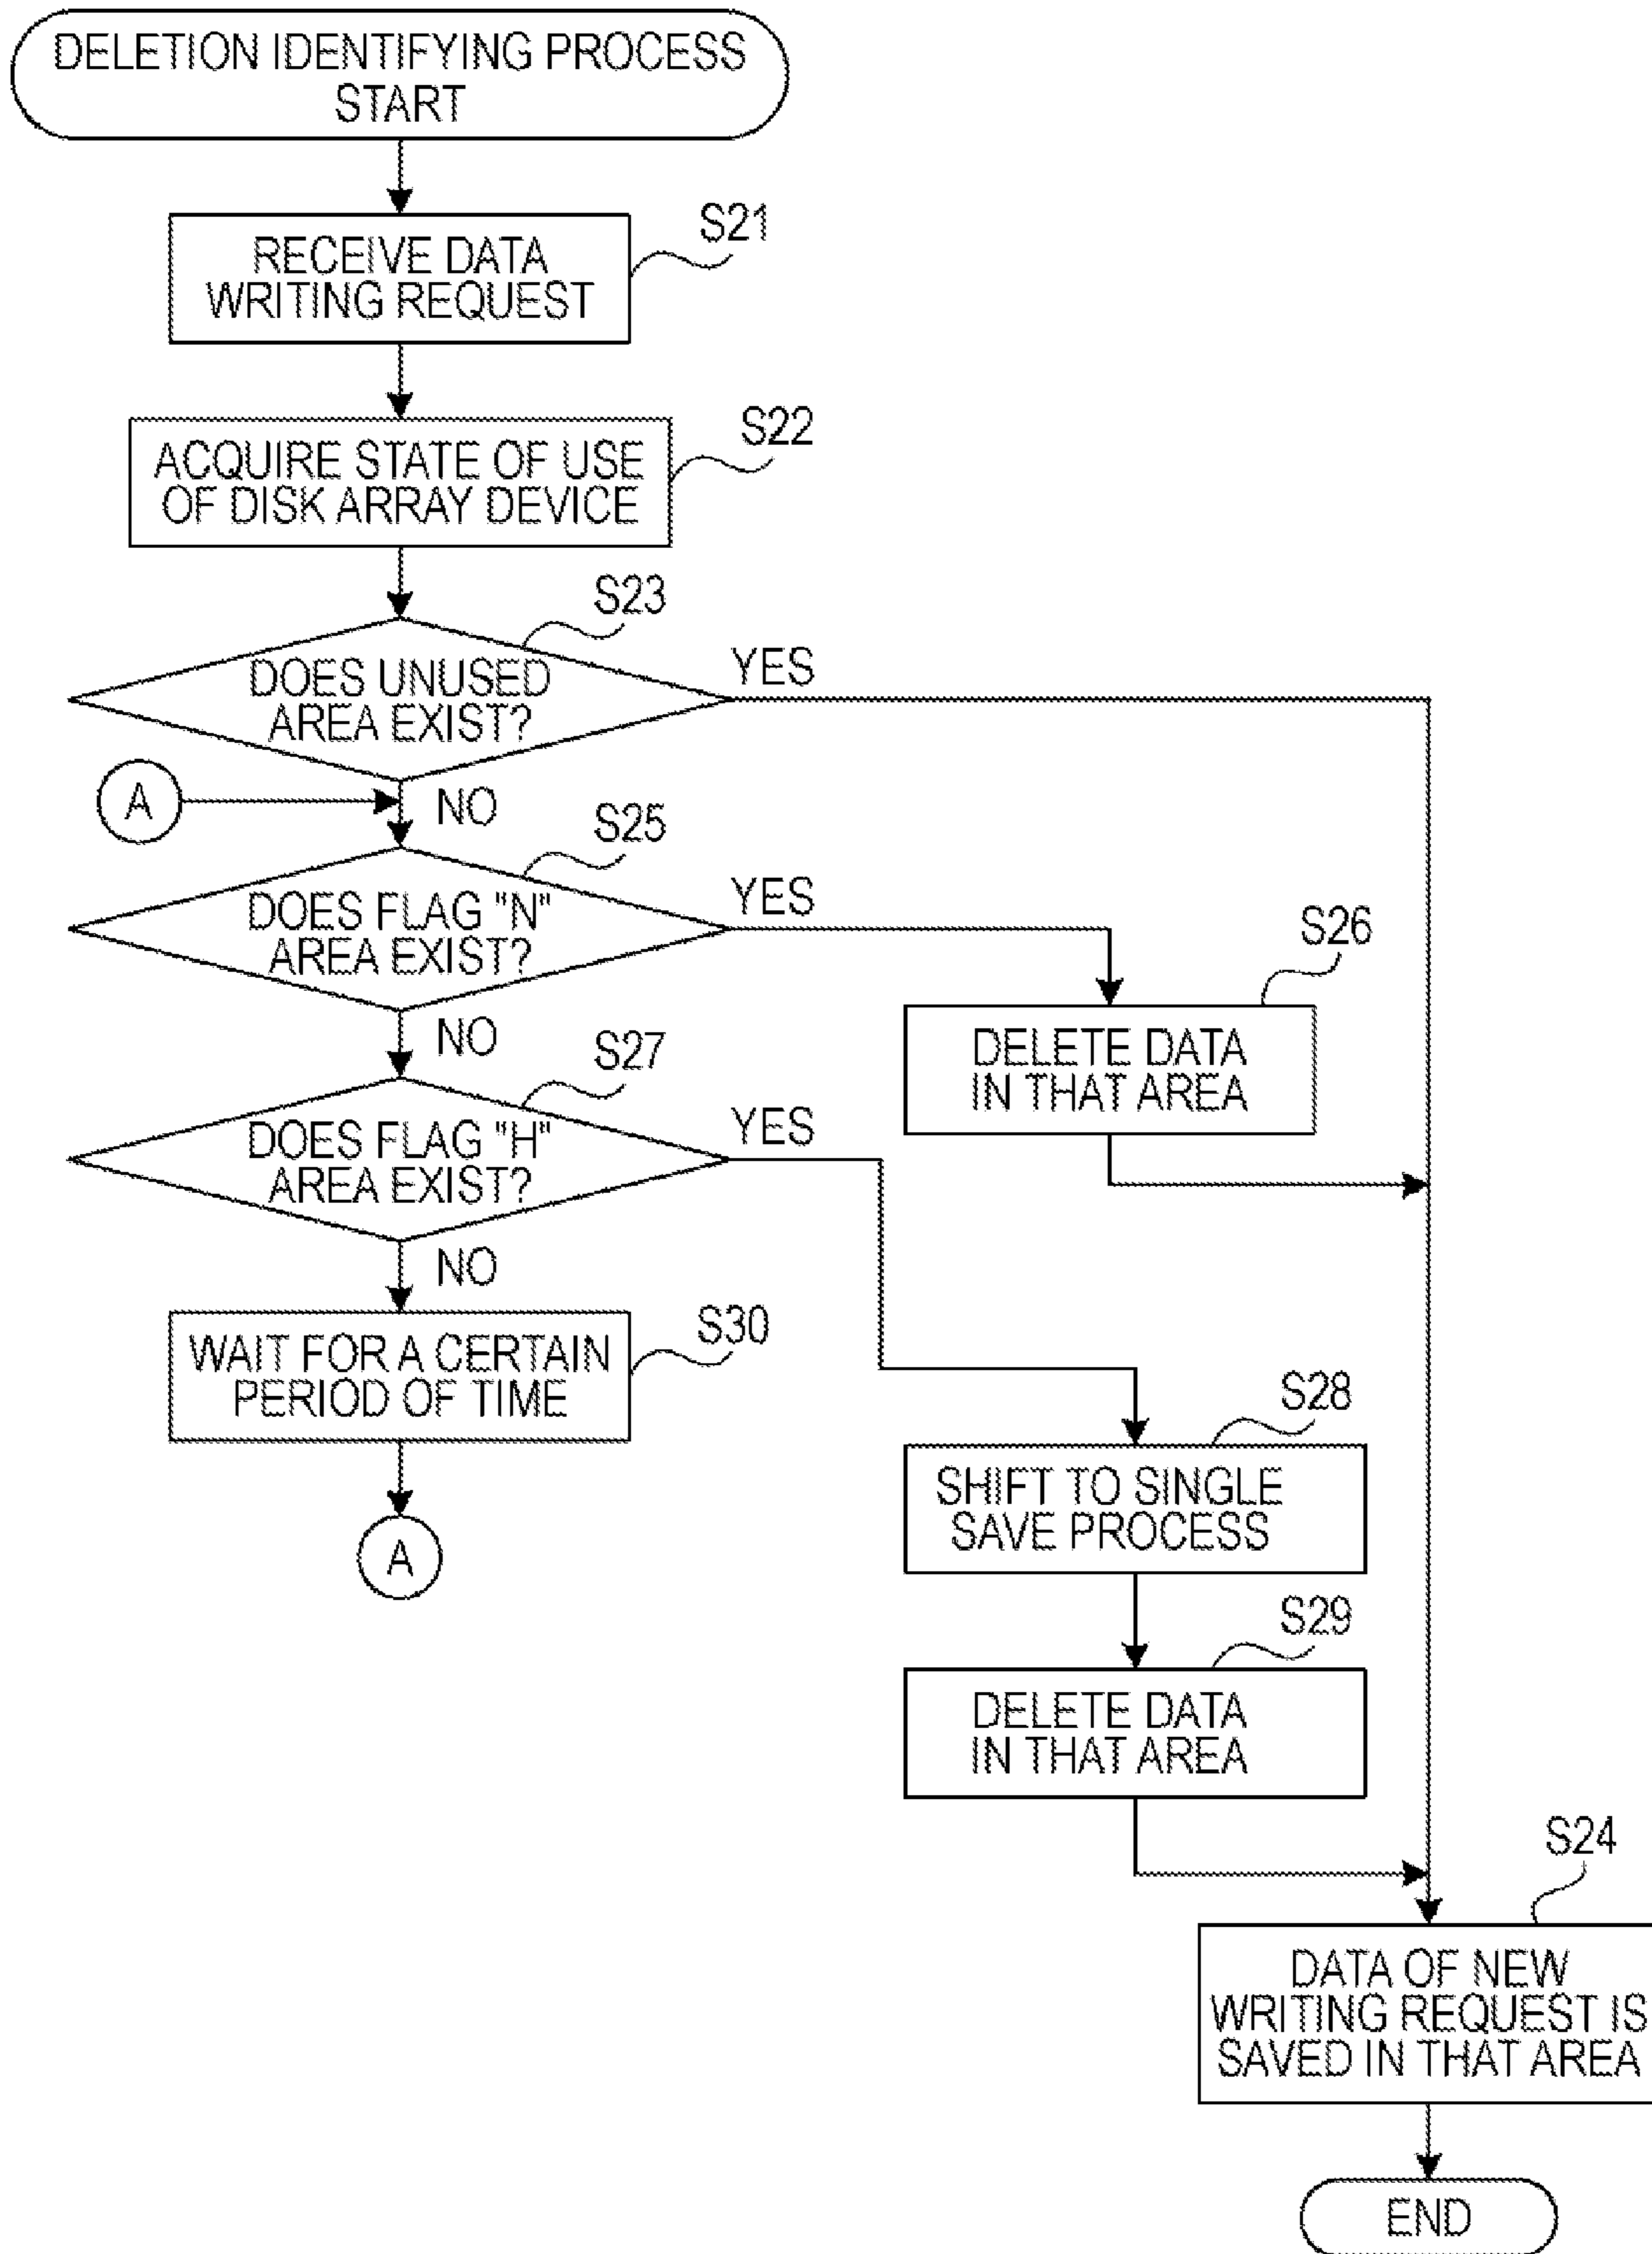 DELETION IDENTIFYING PROCESS
START
S21
RECEIVE DATA
WRITING REQUEST
S22
ACQUIRE STATE OF USE
OF DISK ARRAY DEVICE
S23
DOES UNUSED
AREA EXIST?
YES
A
NO
S25
DOES FLAG "N"
AREA EXIST?
YES
S26
DELETE DATA
IN THAT AREA
NO
S27
DOES FLAG "H"
AREA EXIST?
YES
NO
S30
WAIT FOR A CERTAIN
PERIOD OF TIME
A
S28
SHIFT TO SINGLE
SAVE PROCESS
S29
DELETE DATA
IN THAT AREA
S24
DATA OF NEW
WRITING REQUEST IS
SAVED IN THAT AREA
END